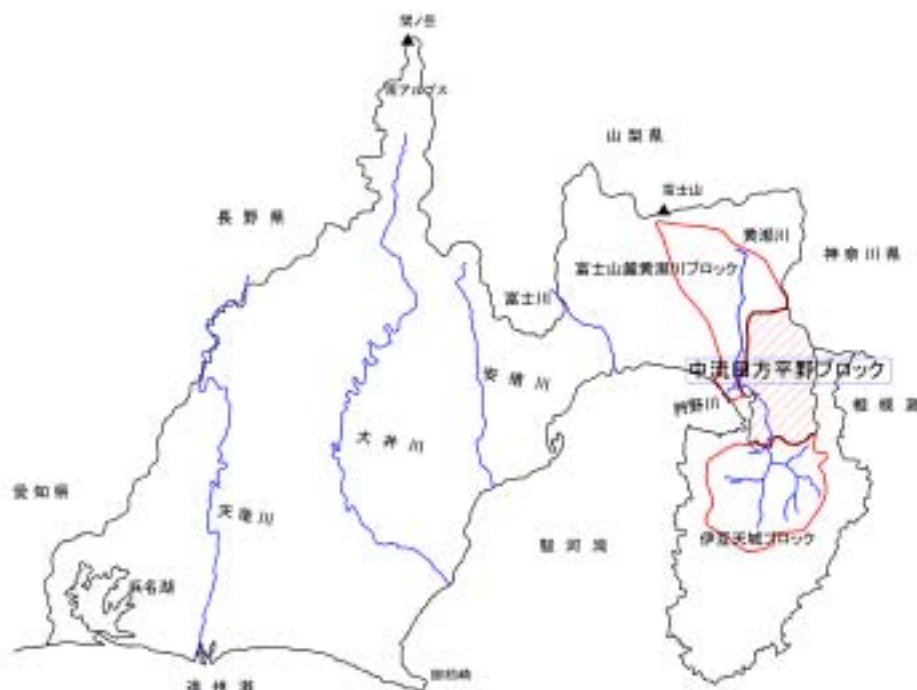 間ノ岳
南アルプス
山梨県
富士山
長野県
黄瀬川
神奈川県
富士山麓黄瀬川ブロック
富士川
中流田方平野ブロック
安倍川
狩野川
相模灘
大井川
愛知県
天竜川
駿河湾
伊豆天城ブロック
浜名湖
御前崎
遠州灘